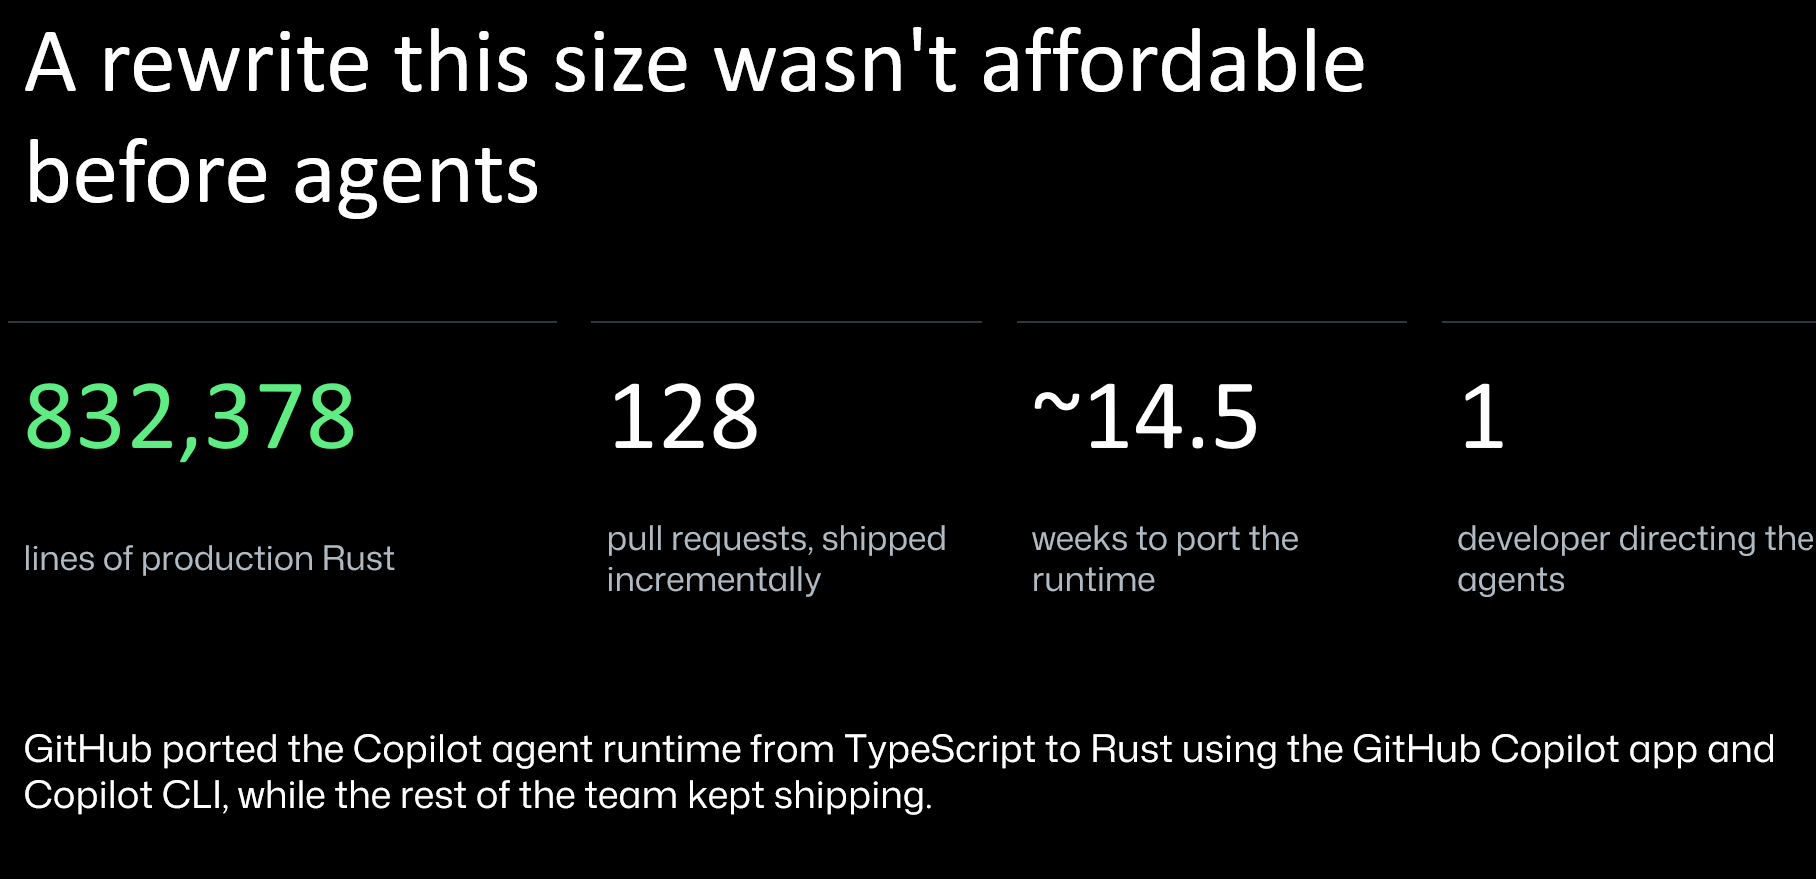 A rewrite this size wasn't affordable
before agents
832,378
lines of production Rust
128
pull requests, shipped
incrementally
~14.5
weeks to port the
runtime
1
developer directing the
agents
GitHub ported the Copilot agent runtime from TypeScript to Rust using the GitHub Copilot app and
Copilot CLI, while the rest of the team kept shipping.